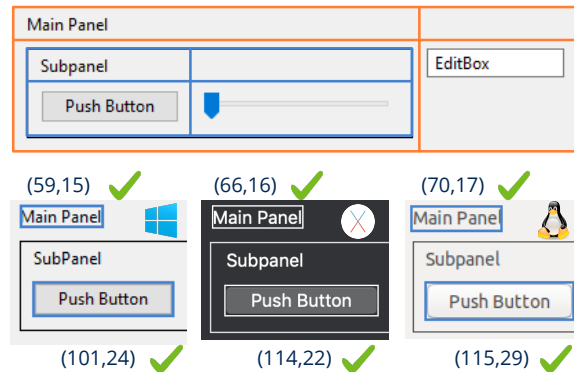 Main Panel
Subpanel
EditBox
Push Button
(59,15)
(66,16)
(70,17)
Main Panel
Main Panel
Main Panel
SubPanel
Subpanel
Subpanel
Push Button
Push Button
Push Button
(101,24)
(114,22)
(115,29)